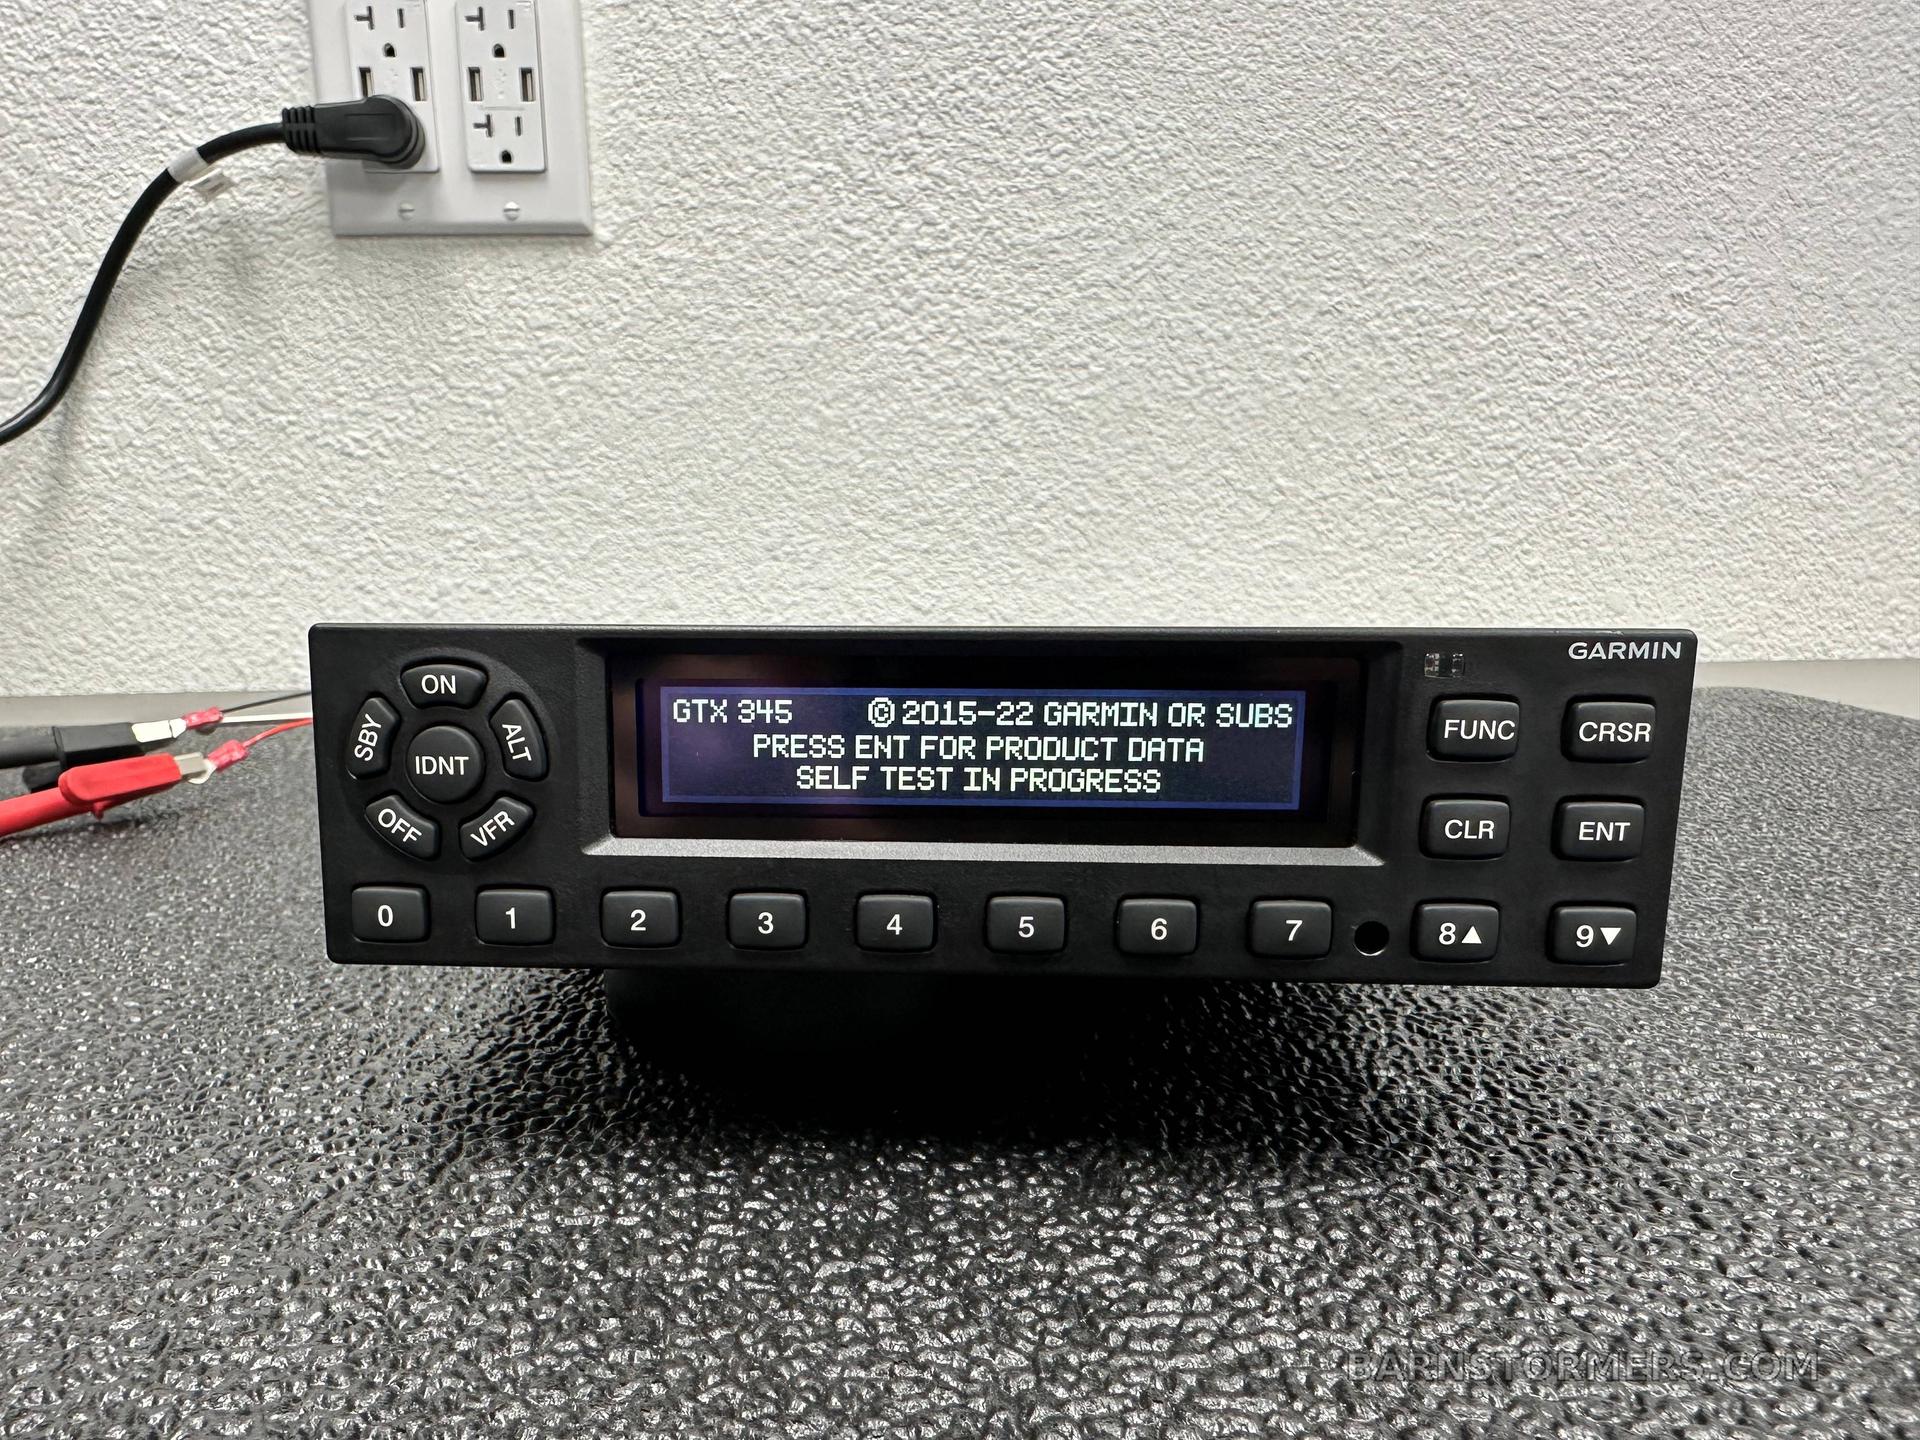 GARMIN
GTX 345 © 2015-22 GARMIN OR SUBS
PRESS ENT FOR PRODUCT DATA
SELF TEST IN PROGRESS
ON
SBY
ALT
IDNT
OFF
VFR
FUNC CRSR
CLR ENT
0 1 2 3 4 5 6 7 8▲ 9▼
BARNSTORMERS.COM